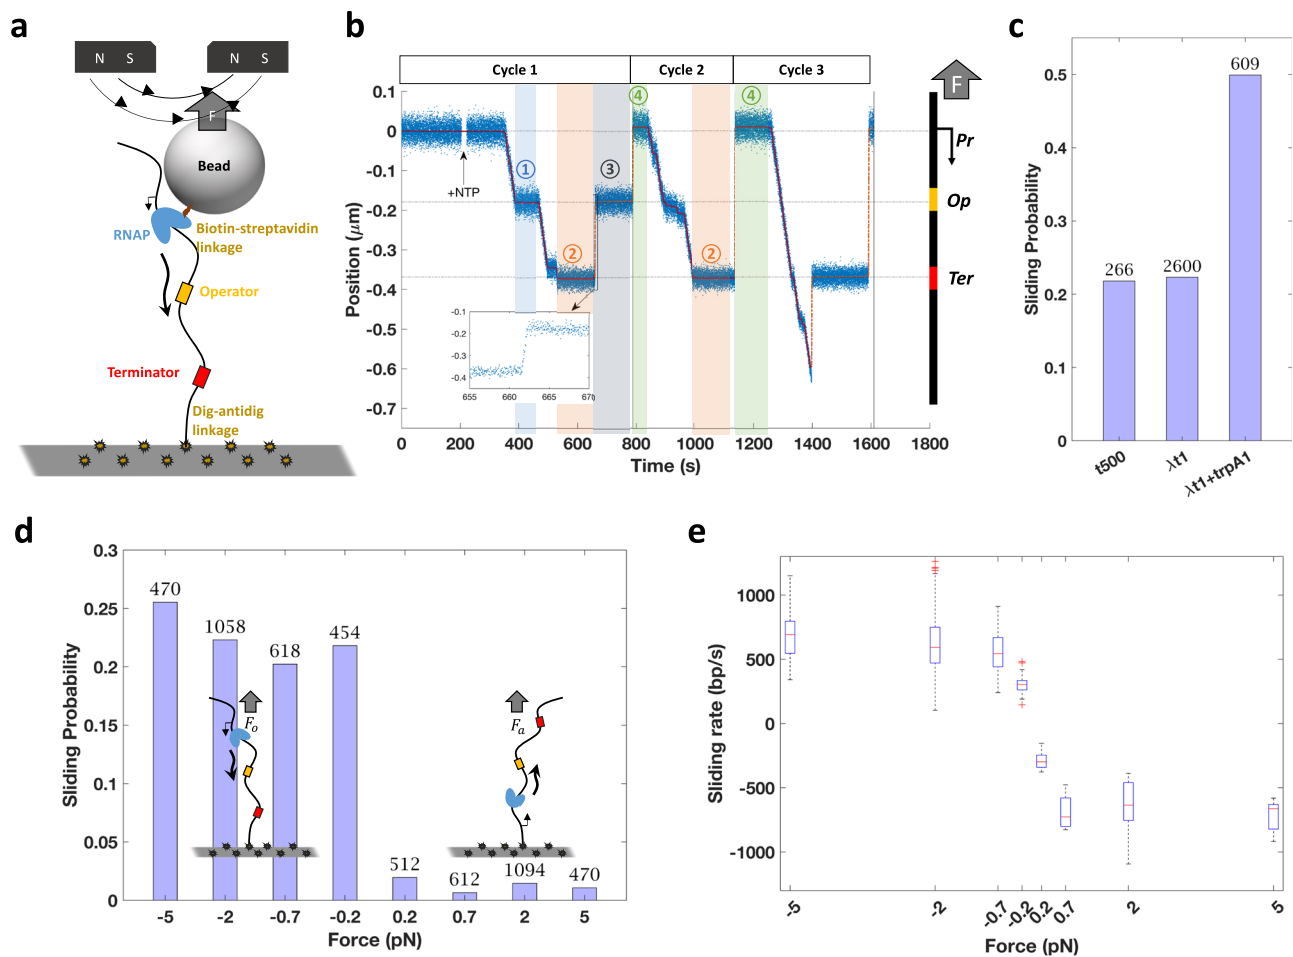 a
N S
N S
F
Bead
RNAP
Biotin-streptavidin
linkage
Operator
Terminator
Dig-antidig
linkage
b
Cycle 1
Cycle 2
Cycle 3
Position (μm)
0.1
0
-0.1
-0.2
-0.3
-0.4
-0.5
-0.6
-0.7
+NTP
1
2
3
4
2
4
-0.1
-0.2
-0.3
-0.4
655
660
665
670
0
200
400
600
800
1000
1200
1400
1600
1800
Time (s)
F
Pr
Op
Ter
c
Sliding Probability
0.5
0.4
0.3
0.2
0.1
0
266
2600
609
t500
λt1
λt1+trpA1
d
Sliding Probability
0.3
0.25
0.2
0.15
0.1
0.05
0
470
1058
618
454
512
612
1094
470
Fo
Fa
-5
-2
-0.7
-0.2
0.2
0.7
2
5
Force (pN)
e
Sliding rate (bp/s)
1000
500
0
-500
-1000
-5
-2
-0.7
-0.2
0.2
0.7
2
5
Force (pN)